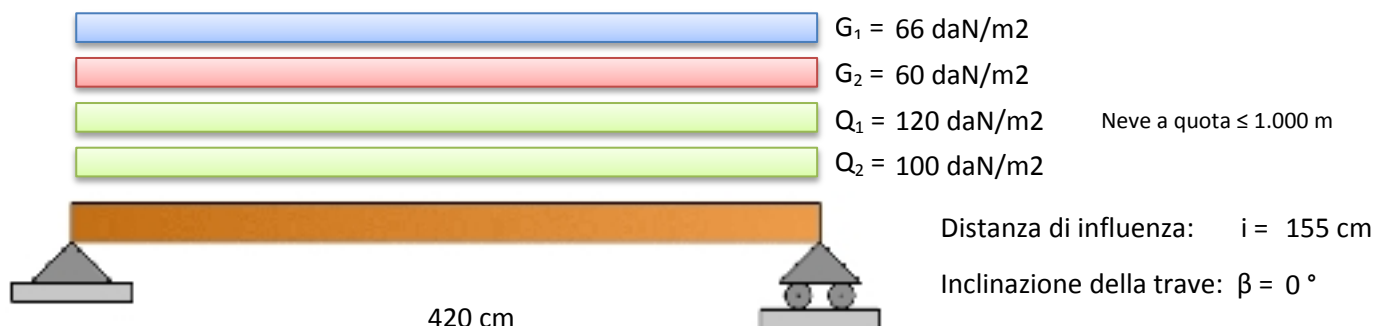 G₁ = 66 daN/m2
G₂ = 60 daN/m2
Q₁ = 120 daN/m2 Neve a quota ≤ 1.000 m
Q₂ = 100 daN/m2
Distanza di influenza: i = 155 cm
Inclinazione della trave: β = 0 °
420 cm